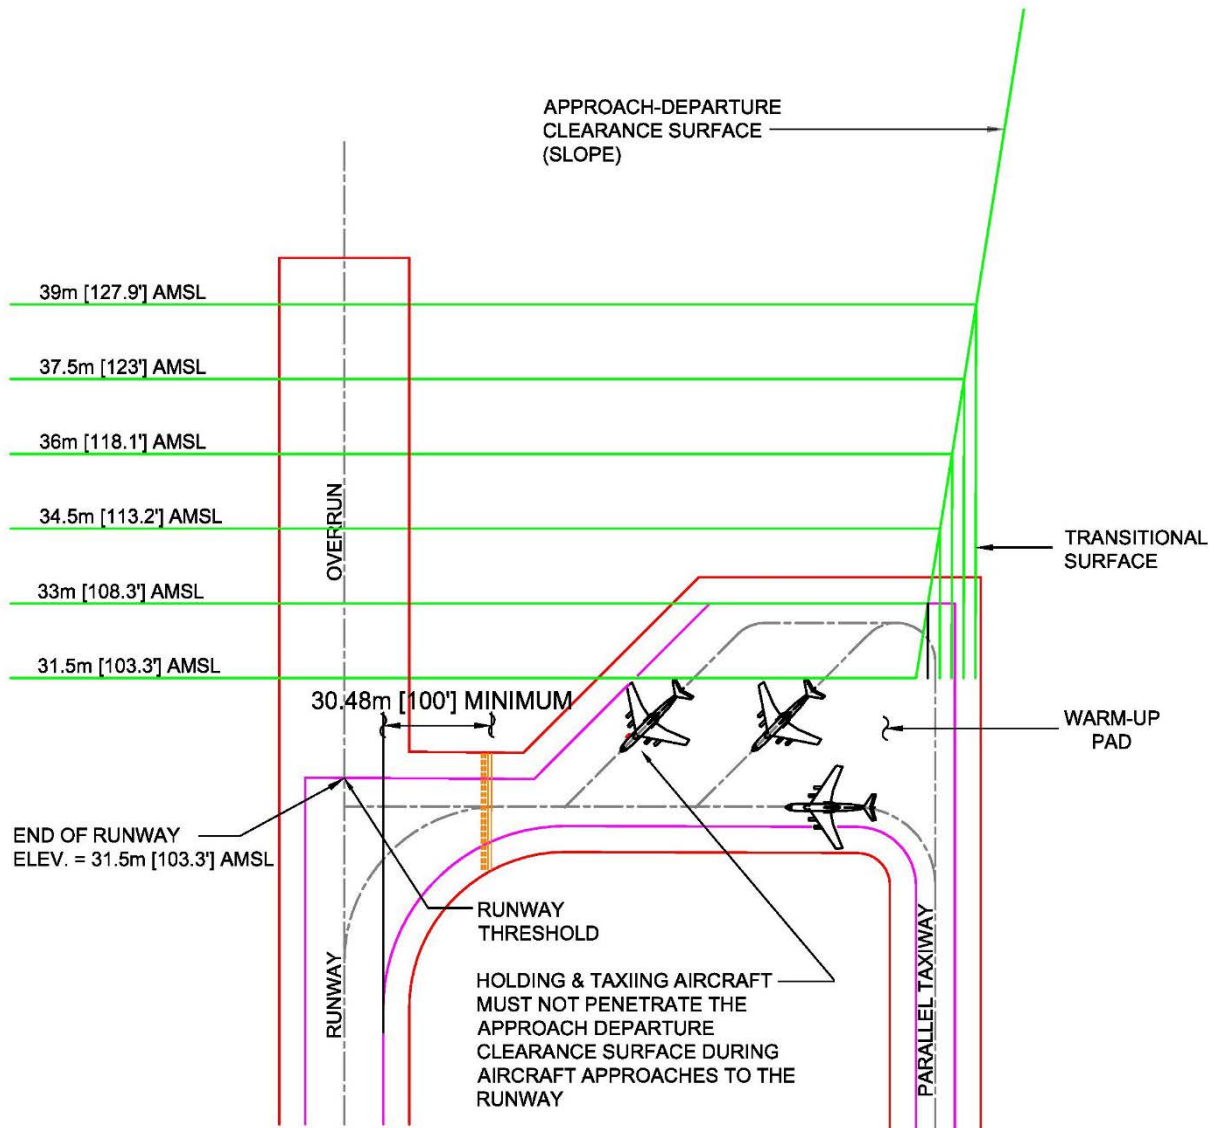 APPROACH-DEPARTURE
CLEARANCE SURFACE
(SLOPE)
39m [127.9'] AMSL
37.5m [123'] AMSL
36m [118.1'] AMSL
34.5m [113.2'] AMSL
OVERRUN
TRANSITIONAL
SURFACE
33m [108.3'] AMSL
31.5m [103.3'] AMSL
30.48m [100'] MINIMUM
WARM-UP
PAD
END OF RUNWAY
ELEV. = 31.5m [103.3'] AMSL
RUNWAY
THRESHOLD
RUNWAY
HOLDING & TAXIING AIRCRAFT
MUST NOT PENETRATE THE
APPROACH DEPARTURE
CLEARANCE SURFACE DURING
AIRCRAFT APPROACHES TO THE
RUNWAY
PARALLEL TAXIWAY